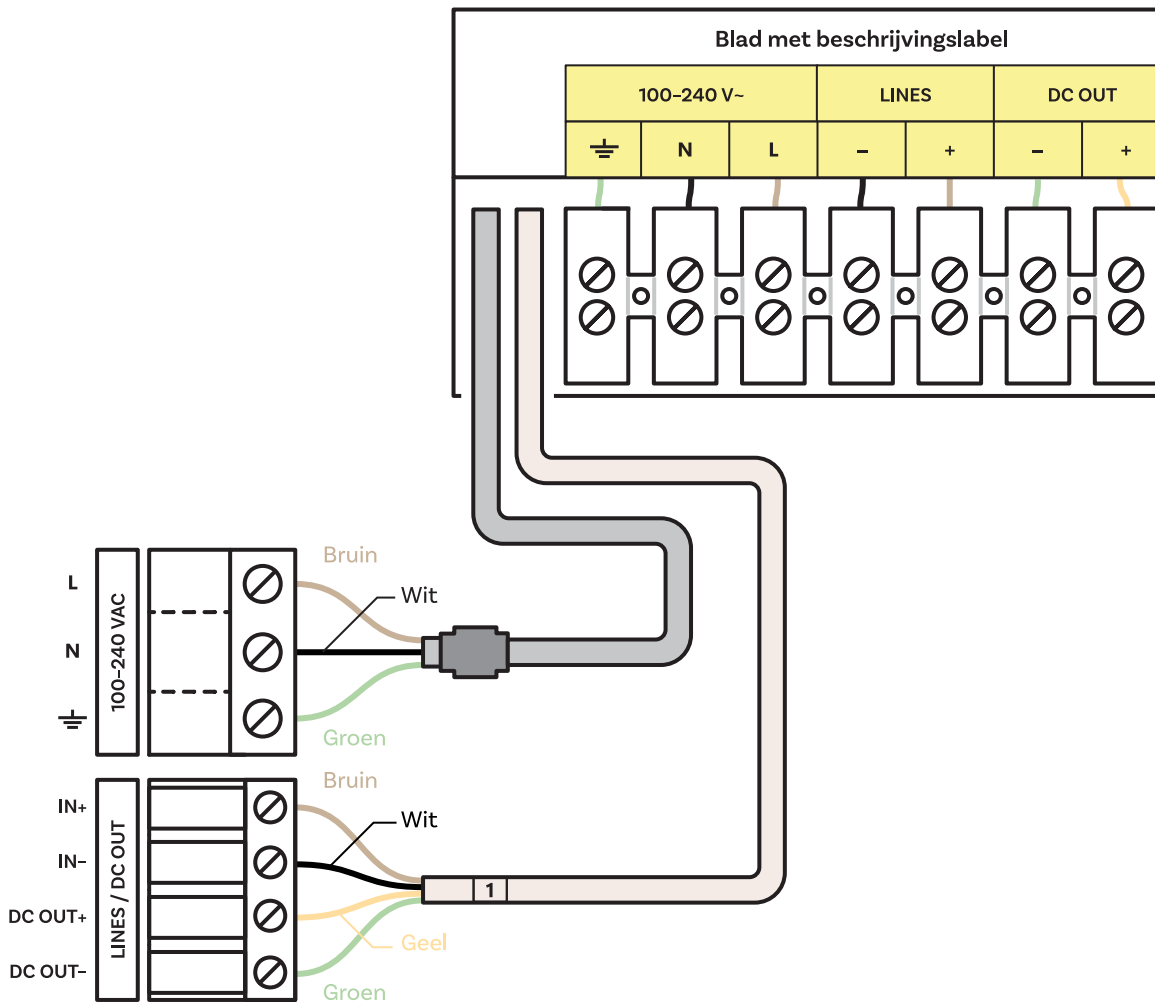 Blad met beschrijvingslabel
100–240 V~ LINES DC OUT
N L – + – +
Bruin
Wit
L
N
100–240 VAC
Groen
Bruin
Wit
IN+
IN–
DC OUT+
DC OUT–
LINES / DC OUT
1
Geel
Groen